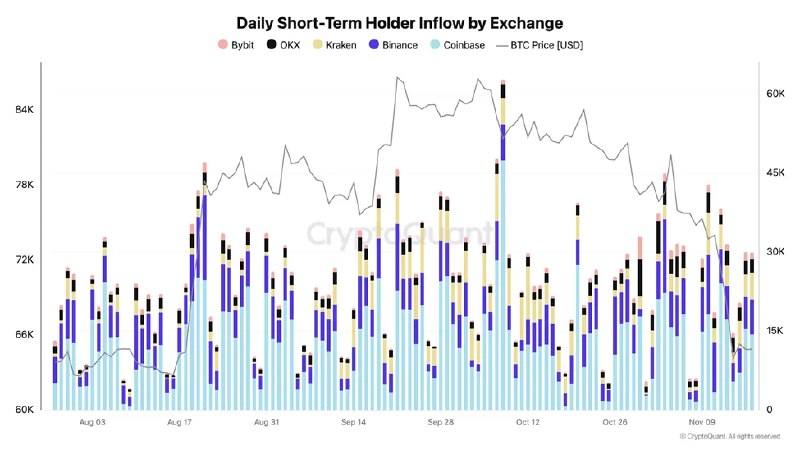 Daily Short-Term Holder Inflow by Exchange
Bybit OKX Kraken Binance Coinbase BTC Price [USD]
84K
78K
72K
66K
60K
60K
45K
30K
15K
0
CryptoQuant
Aug 03 Aug 17 Aug 31 Sep 14 Sep 28 Oct 12 Oct 26 Nov 09
© CryptoQuant. All rights reserved